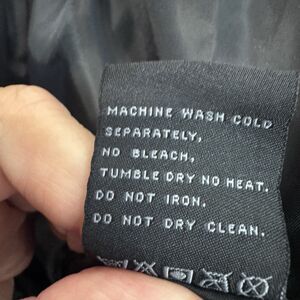 MACHINE WASH COLD
SEPARATELY,
NO BLEACH,
TUMBLE DRY NO HEAT.
DO NOT IRON.
DO NOT DRY CLEAN.